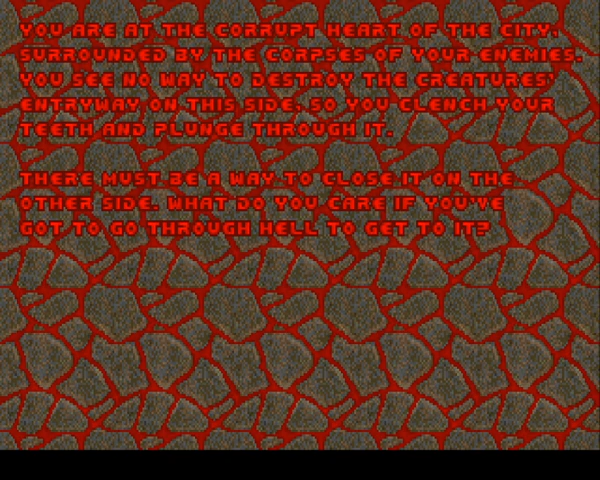 YOU ARE AT THE CORRUPT HEART OF THE CITY,
SURROUNDED BY THE CORPSES OF YOUR ENEMIES.
YOU SEE NO WAY TO DESTROY THE CREATURES'
ENTRYWAY ON THIS SIDE, SO YOU CLENCH YOUR
TEETH AND PLUNGE THROUGH IT.
THERE MUST BE A WAY TO CLOSE IT ON THE
OTHER SIDE. WHAT DO YOU CARE IF YOU'VE
GOT TO GO THROUGH HELL TO GET TO IT?